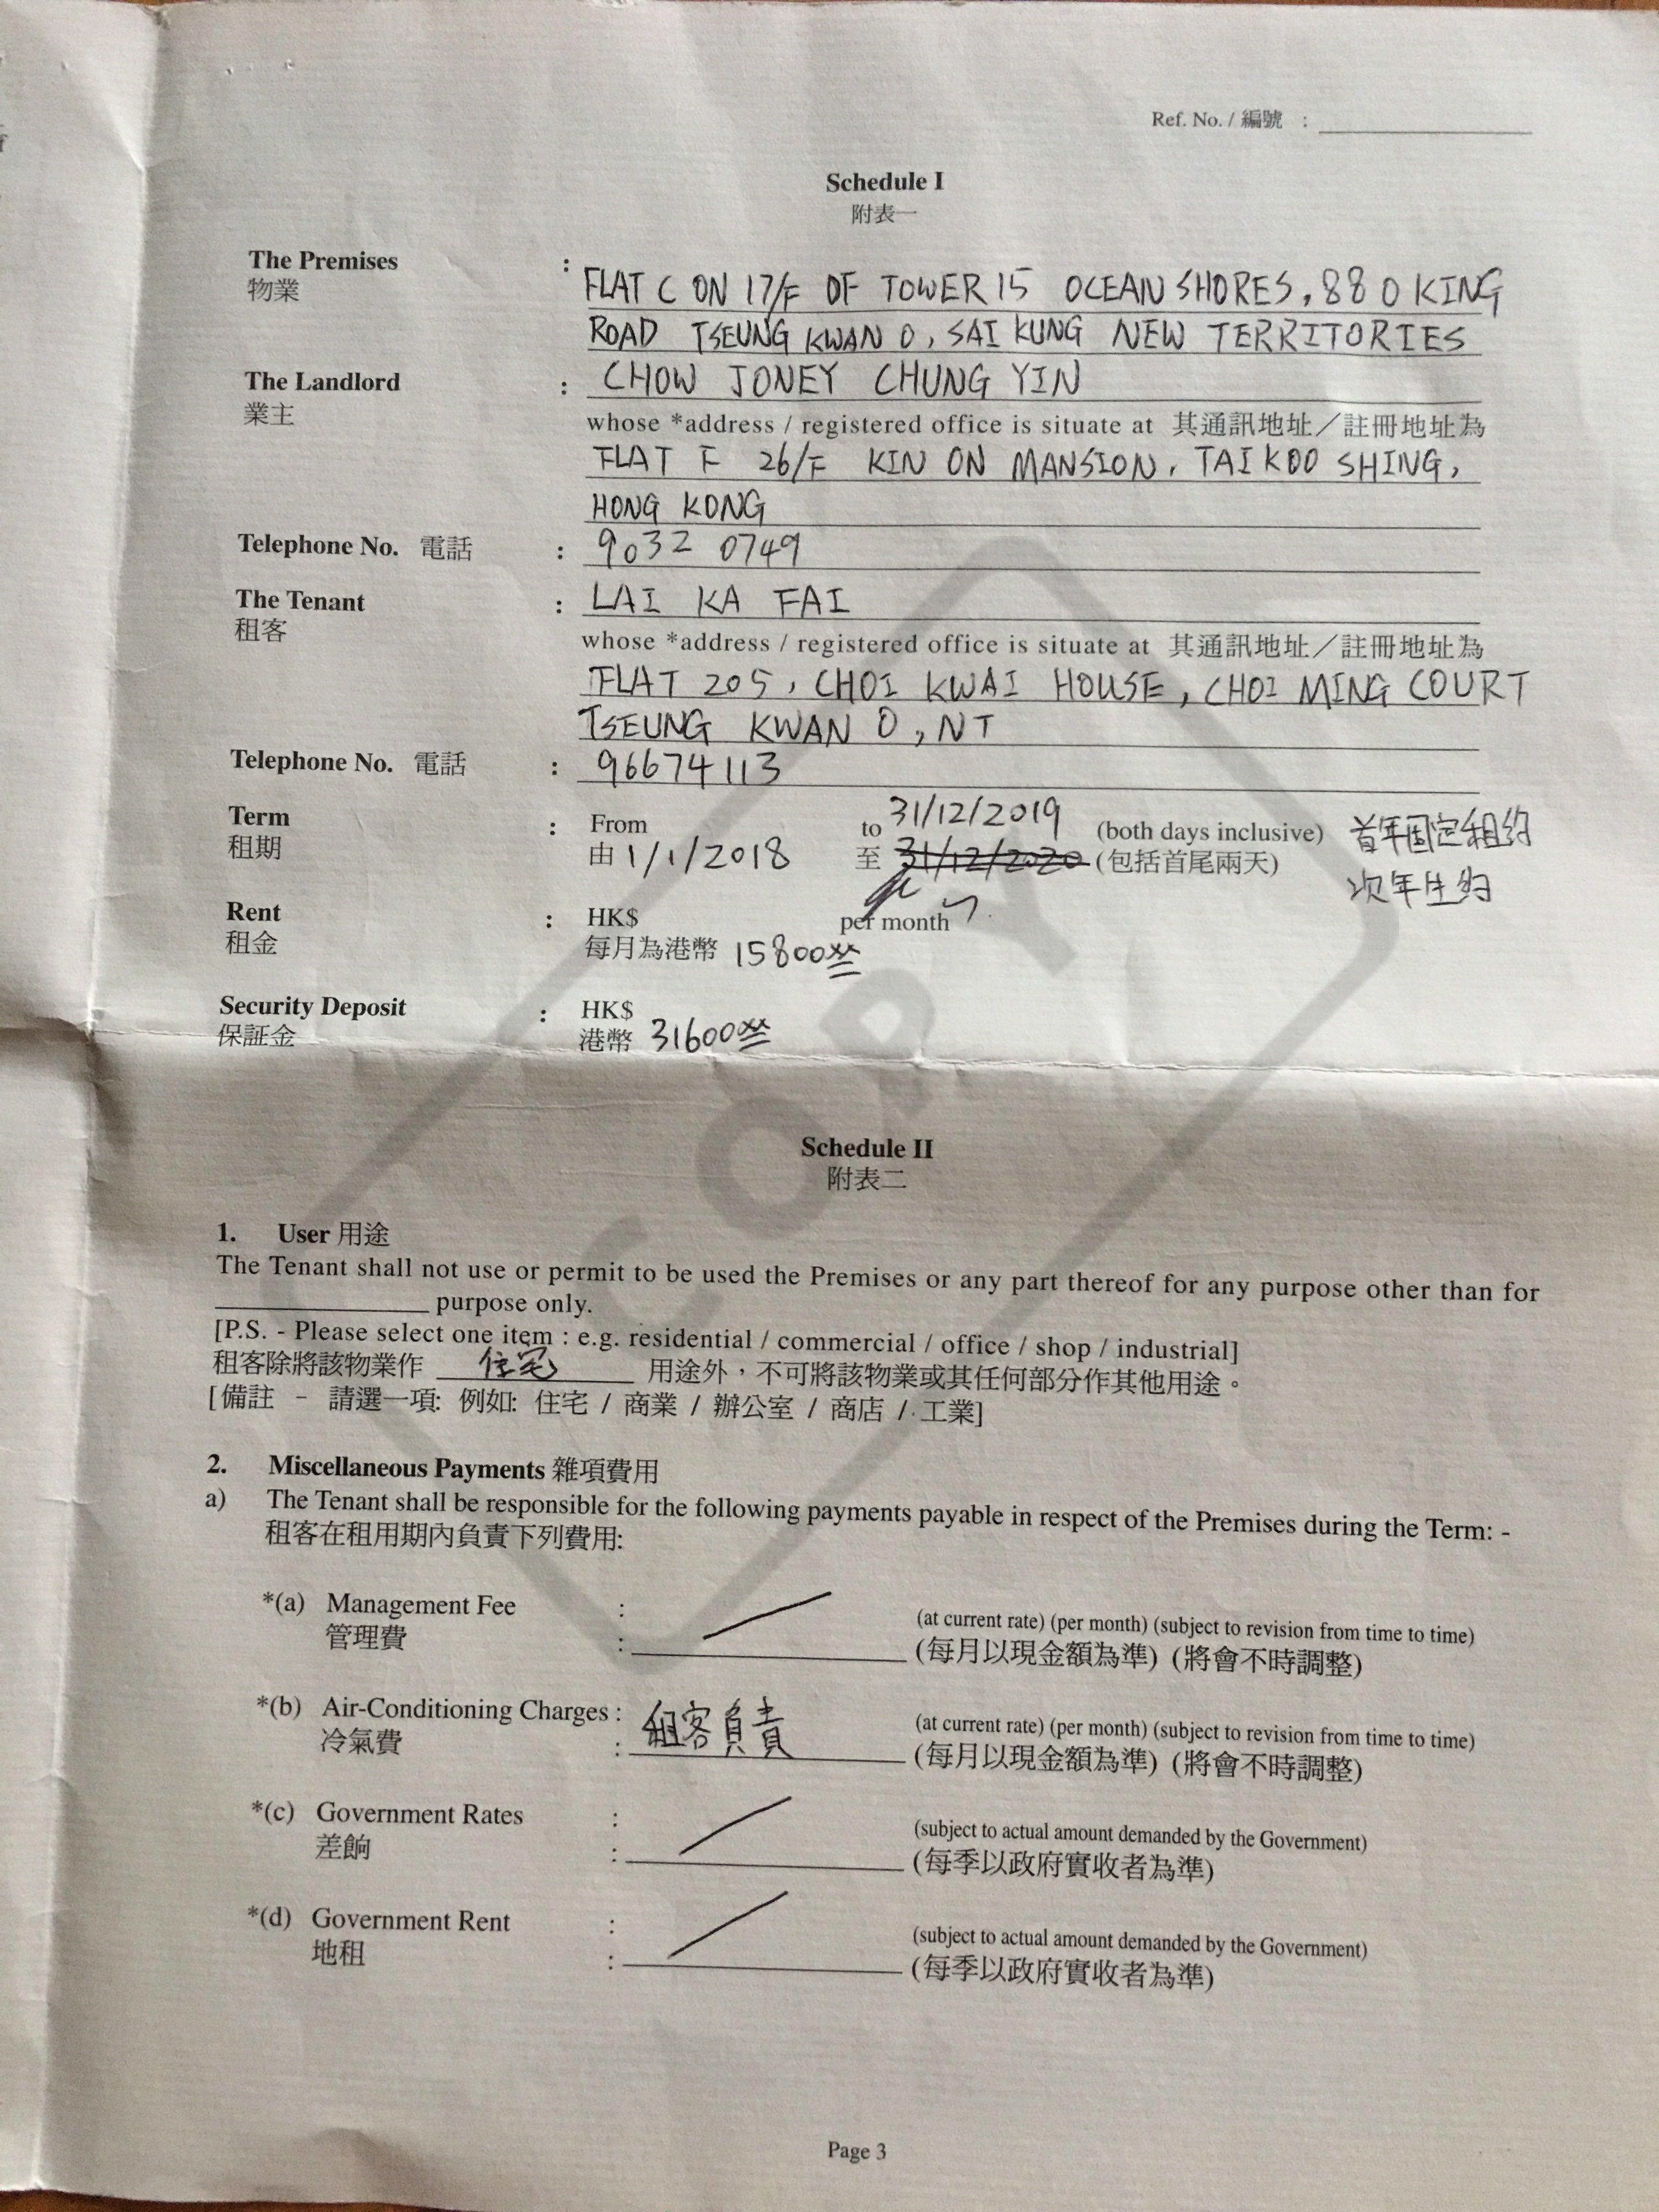 Ref. No. / 編號 :
Schedule I
附表一
The Premises
物業
: FLAT C ON 17/F OF TOWER 15 OCEAN SHORES, 88 O KING
ROAD TSEUNG KWAN O, SAI KUNG NEW TERRITORIES
The Landlord : CHOW JONEY CHUNG YIN
業主
whose *address / registered office is situate at 其通訊地址／註冊地址為
FLAT F 26/F KIN ON MANSION, TAI KOO SHING,
HONG KONG
Telephone No. 電話 : 9032 0749
The Tenant : LAI KA FAI
租客
whose *address / registered office is situate at 其通訊地址／註冊地址為
FLAT 205, CHOI KWAI HOUSE, CHOI MING COURT
TSEUNG KWAN O, NT
Telephone No. 電話 : 96674113
Term : From to 31/12/2019 (both days inclusive) 首年固定租約
租期 由 1/1/2018 至 31/12/2020 (包括首尾兩天)
次年生約
Rent : HK$ per month
租金 每月為港幣 15800
Security Deposit : HK$
保証金 港幣 31600
COPY
Schedule II
附表二
1. User 用途
The Tenant shall not use or permit to be used the Premises or any part thereof for any purpose other than for
purpose only.
[P.S. - Please select one item : e.g. residential / commercial / office / shop / industrial]
租客除將該物業作 住宅 用途外，不可將該物業或其任何部分作其他用途。
[備註 – 請選一項: 例如: 住宅 / 商業 / 辦公室 / 商店 / 工業]
2. Miscellaneous Payments 雜項費用
a) The Tenant shall be responsible for the following payments payable in respect of the Premises during the Term: -
租客在租用期內負責下列費用:
*(a) Management Fee : (at current rate) (per month) (subject to revision from time to time)
管理費 : (每月以現金額為準) (將會不時調整)
*(b) Air-Conditioning Charges : 租客負責 (at current rate) (per month) (subject to revision from time to time)
冷氣費 : (每月以現金額為準) (將會不時調整)
*(c) Government Rates : (subject to actual amount demanded by the Government)
差餉 : (每季以政府實收者為準)
*(d) Government Rent : (subject to actual amount demanded by the Government)
地租 : (每季以政府實收者為準)
Page 3